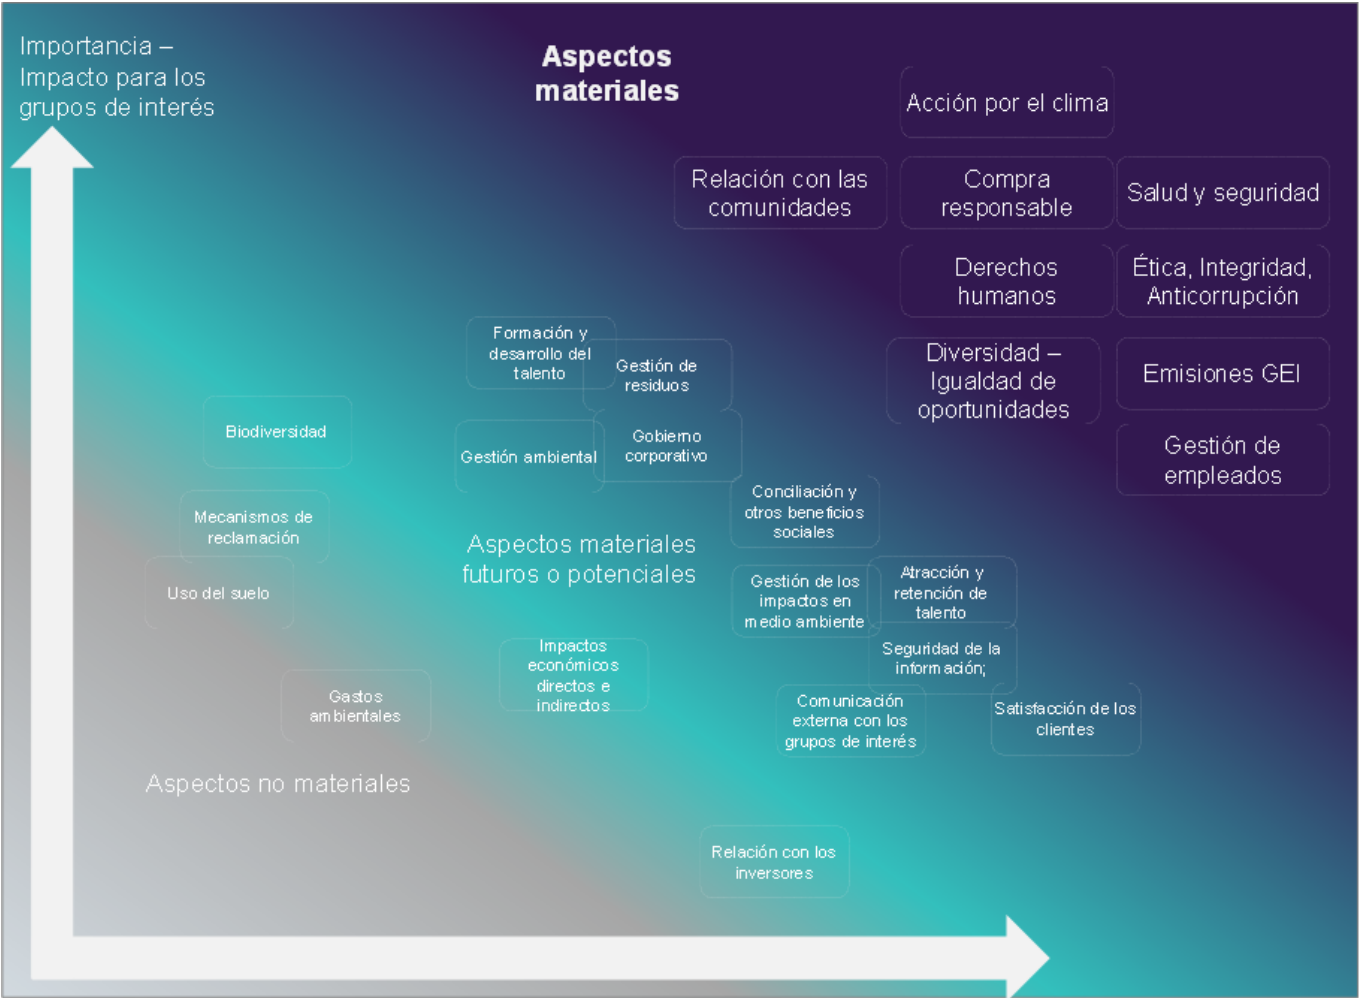 Importancia –
Impacto para los
grupos de interés
Aspectos
materiales
Acción por el clima
Relación con las
comunidades
Compra
responsable
Salud y seguridad
Derechos
humanos
Ética, Integridad,
Anticorrupción
Formación y
desarrollo del
talento
Gestión de
residuos
Diversidad –
Igualdad de
oportunidades
Emisiones GEI
Biodiversidad
Gestión ambiental
Gobierno
corporativo
Gestión de
empleados
Mecanismos de
reclamación
Conciliación y
otros beneficios
sociales
Aspectos materiales
futuros o potenciales
Uso del suelo
Gestión de los
impactos en
medio ambiente
Atracción y
retención de
talento
Impactos
económicos
directos e
indirectos
Seguridad de la
información;
Gastos
ambientales
Comunicación
externa con los
grupos de interés
Satisfacción de los
clientes
Aspectos no materiales
Relación con los
inversores